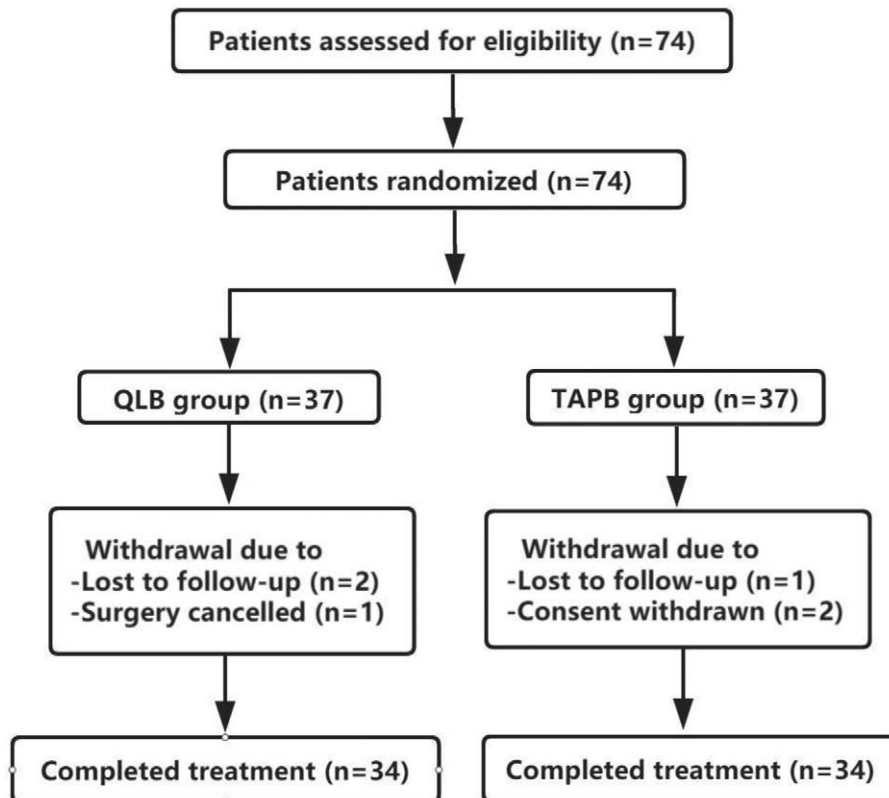 Patients assessed for eligibility (n=74)
Patients randomized (n=74)
QLB group (n=37)
TAPB group (n=37)
Withdrawal due to
-Lost to follow-up (n=2)
-Surgery cancelled (n=1)
Withdrawal due to
-Lost to follow-up (n=1)
-Consent withdrawn (n=2)
Completed treatment (n=34)
Completed treatment (n=34)